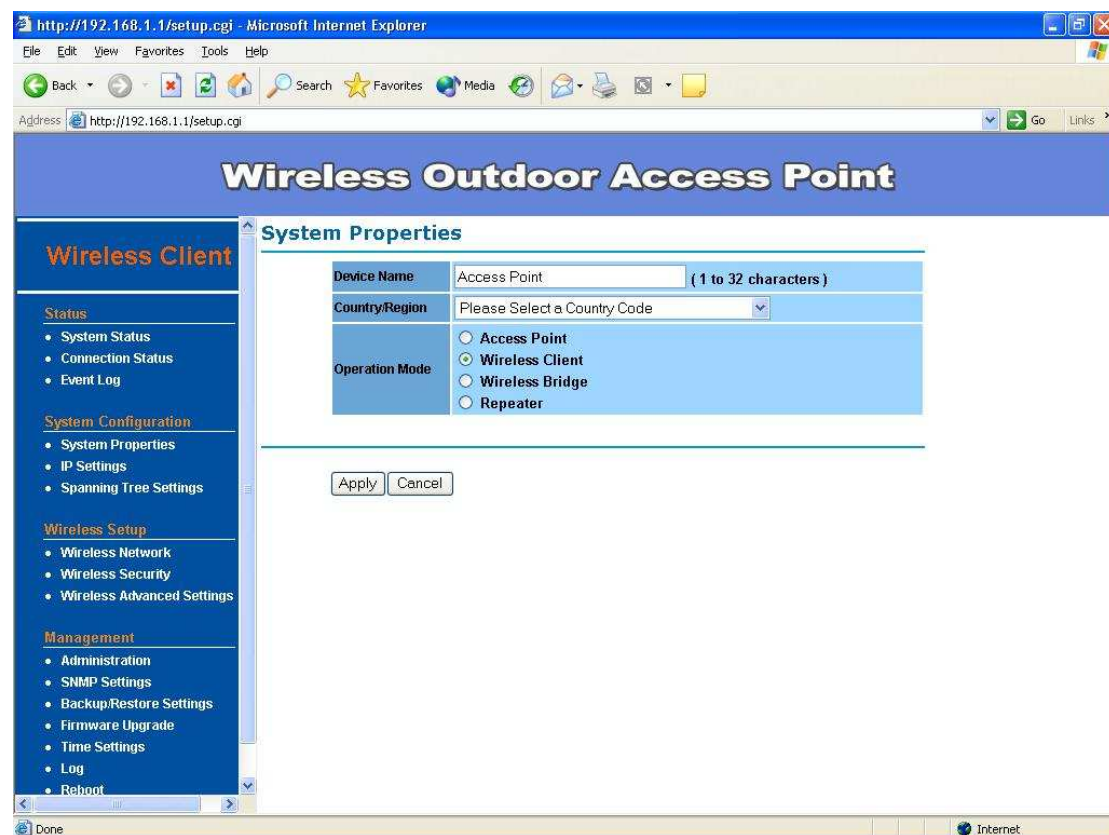 http://192.168.1.1/setup.cgi - Microsoft Internet Explorer
File Edit View Favorites Tools Help
Back Search Favorites Media
Address http://192.168.1.1/setup.cgi Go Links »
Wireless Outdoor Access Point
Wireless Client
Status
System Status
Connection Status
Event Log
System Configuration
System Properties
IP Settings
Spanning Tree Settings
Wireless Setup
Wireless Network
Wireless Security
Wireless Advanced Settings
Management
Administration
SNMP Settings
Backup/Restore Settings
Firmware Upgrade
Time Settings
Log
Reboot
System Properties
Device Name Access Point ( 1 to 32 characters )
Country/Region Please Select a Country Code
Operation Mode
Access Point
Wireless Client
Wireless Bridge
Repeater
Apply Cancel
Done Internet